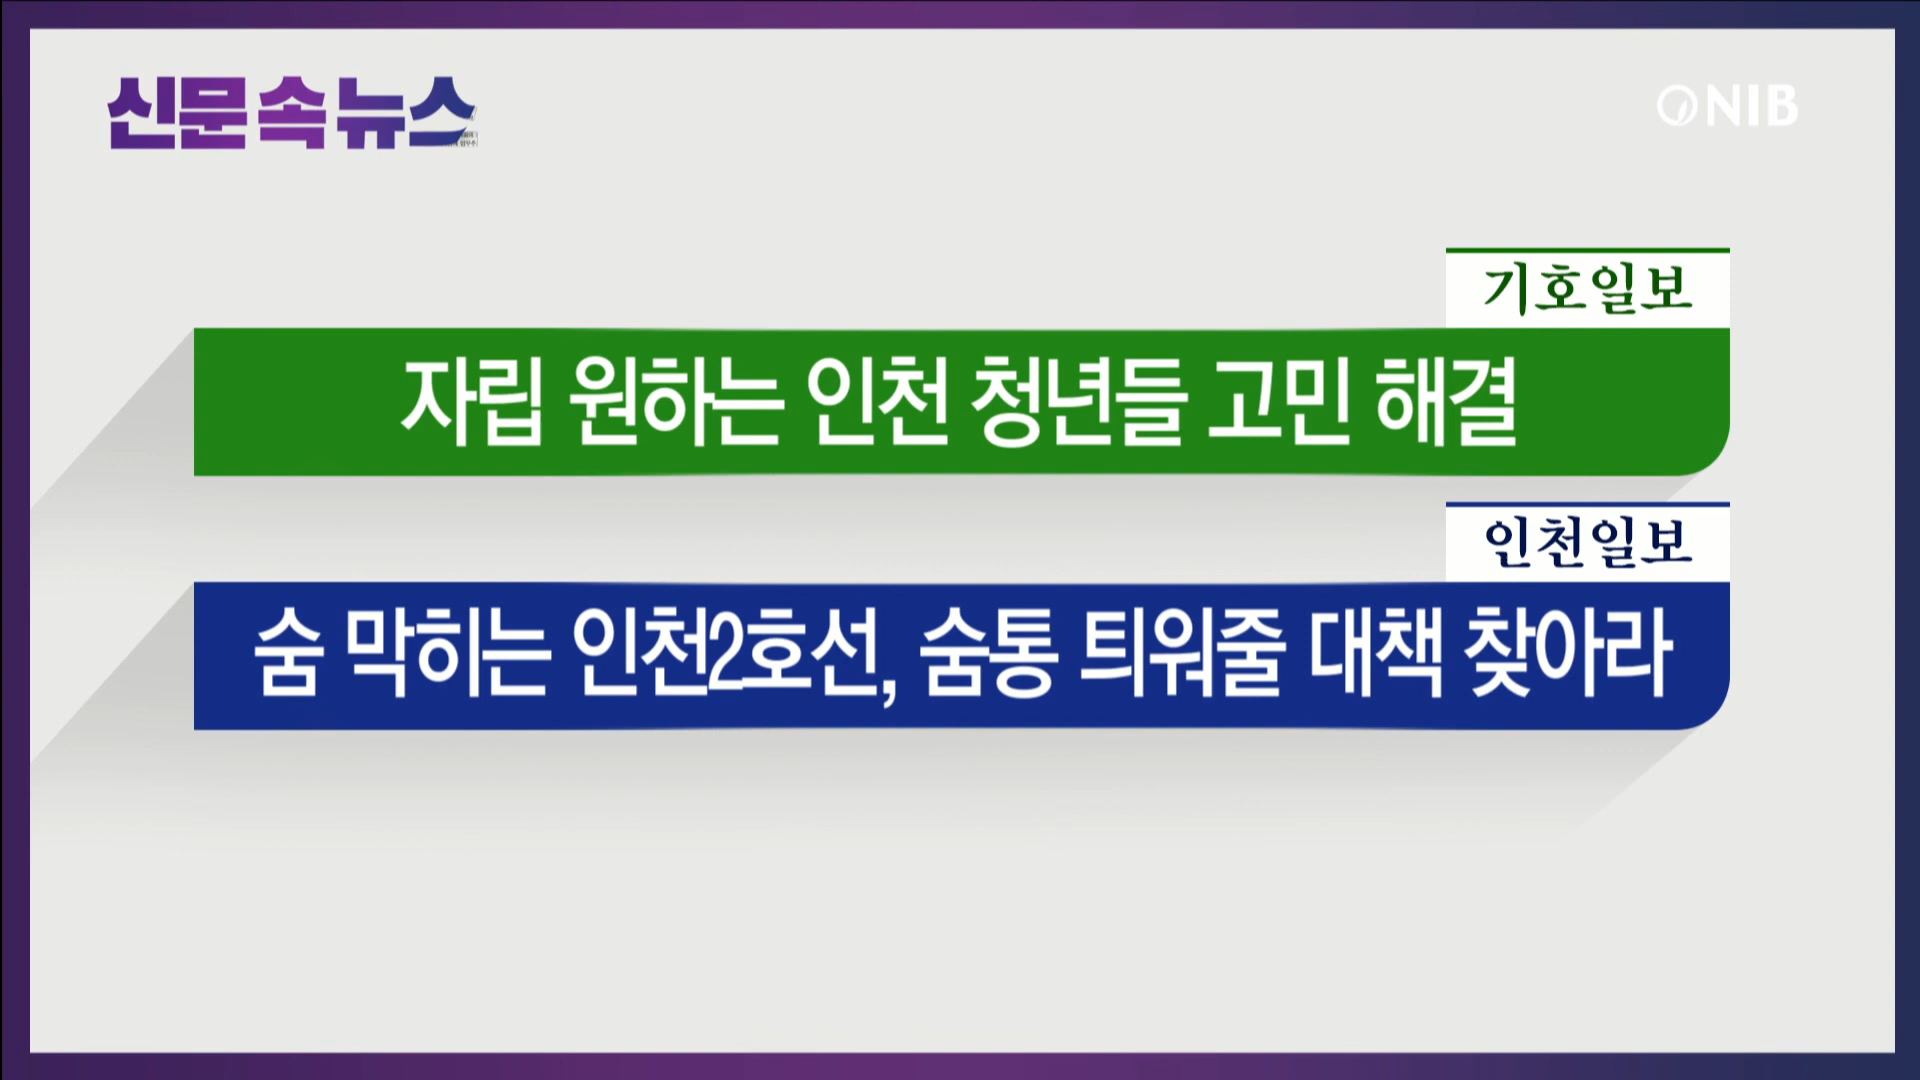 신문 속 뉴스
NIB
기호일보
자립 원하는 인천 청년들 고민 해결
인천일보
숨 막히는 인천2호선, 숨통 틔워줄 대책 찾아라